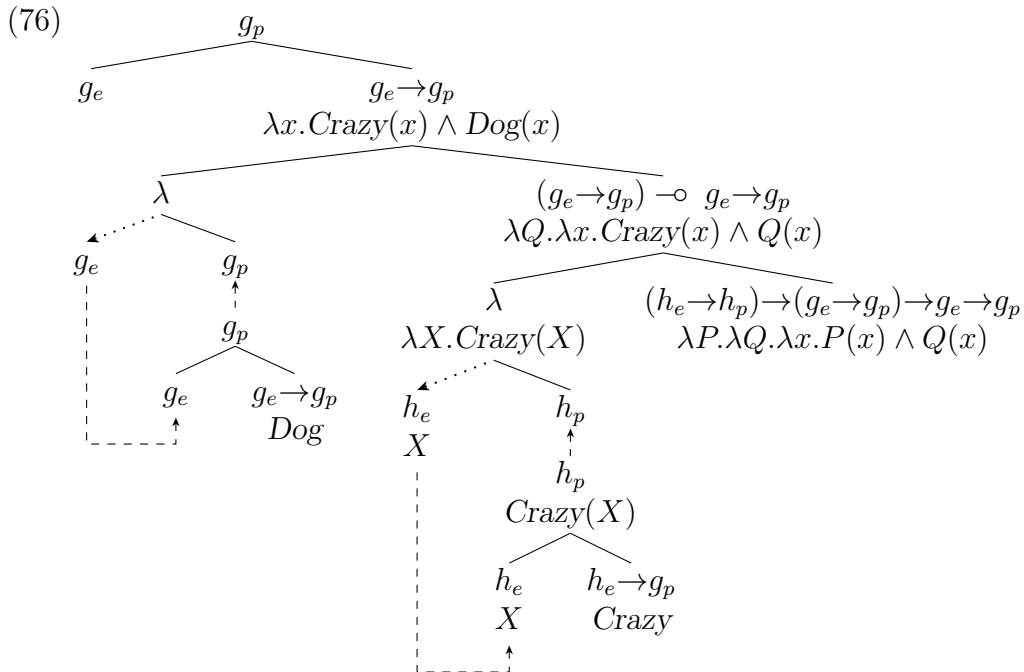 (76) g_p
g_e g_e→g_p
λx.Crazy(x) ∧ Dog(x)
λ (g_e→g_p) ⊸ g_e→g_p
λQ.λx.Crazy(x) ∧ Q(x)
g_e g_p
λ (h_e→h_p)→(g_e→g_p)→g_e→g_p
λX.Crazy(X) λP.λQ.λx.P(x) ∧ Q(x)
g_p
g_e g_e→g_p
Dog
h_e h_p
X
h_p
Crazy(X)
h_e h_e→g_p
X Crazy